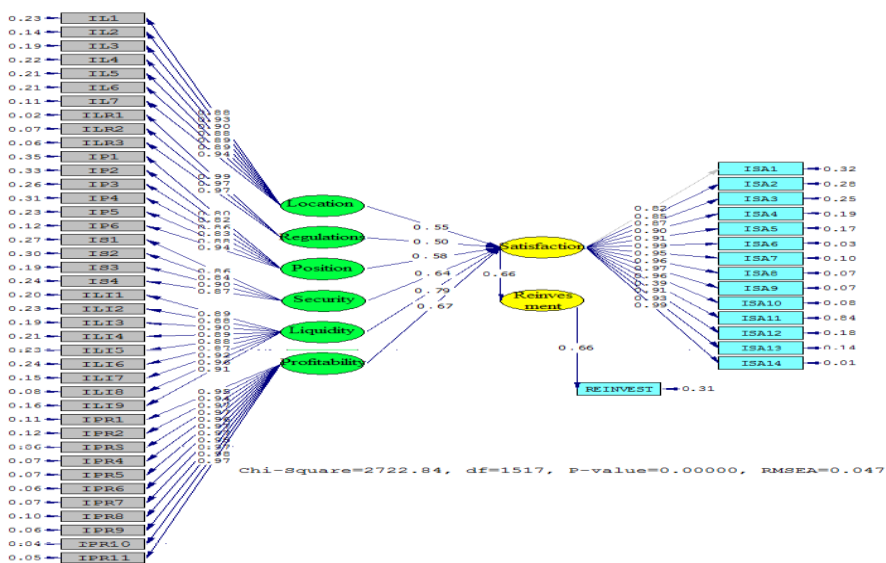 0.23 IL1
0.14 IL2
0.19 IL3
0.22 IL4
0.21 IL5
0.21 IL6
0.11 IL7
0.02 ILR1
0.07 ILR2
0.06 ILR3
0.35 IP1
0.33 IP2
0.26 IP3
0.31 IP4
0.23 IP5
0.12 IP6
0.27 IS1
0.30 IS2
0.19 IS3
0.24 IS4
0.20 ILI1
0.23 ILI2
0.19 ILI3
0.21 ILI4
0.23 ILI5
0.24 ILI6
0.15 ILI7
0.08 ILI8
0.16 ILI9
0.11 IPR1
0.12 IPR2
0.06 IPR3
0.07 IPR4
0.07 IPR5
0.06 IPR6
0.07 IPR7
0.10 IPR8
0.06 IPR9
0.04 IPR10
0.05 IPR11
0.88
0.93
0.90
0.88
0.89
0.89
0.94
0.99
0.97
0.97
0.82
0.84
0.90
0.87
0.89
0.88
0.90
0.89
0.88
0.87
0.92
0.96
0.91
0.98
0.97
Location
Regulations
Position
Security
Liquidity
Profitability
0.55
0.50
0.58
0.64
0.79
0.67
Satisfaction
0.66
Reinves
ment
0.66
REINVEST 0.31
0.82
0.85
0.87
0.90
0.91
0.99
0.95
0.96
0.97
0.96
0.39
0.91
0.93
0.99
ISA1 0.32
ISA2 0.28
ISA3 0.25
ISA4 0.19
ISA5 0.17
ISA6 0.03
ISA7 0.10
ISA8 0.07
ISA9 0.07
ISA10 0.08
ISA11 0.84
ISA12 0.18
ISA13 0.14
ISA14 0.01
Chi-Square=2722.84, df=1517, P-value=0.00000, RMSEA=0.047